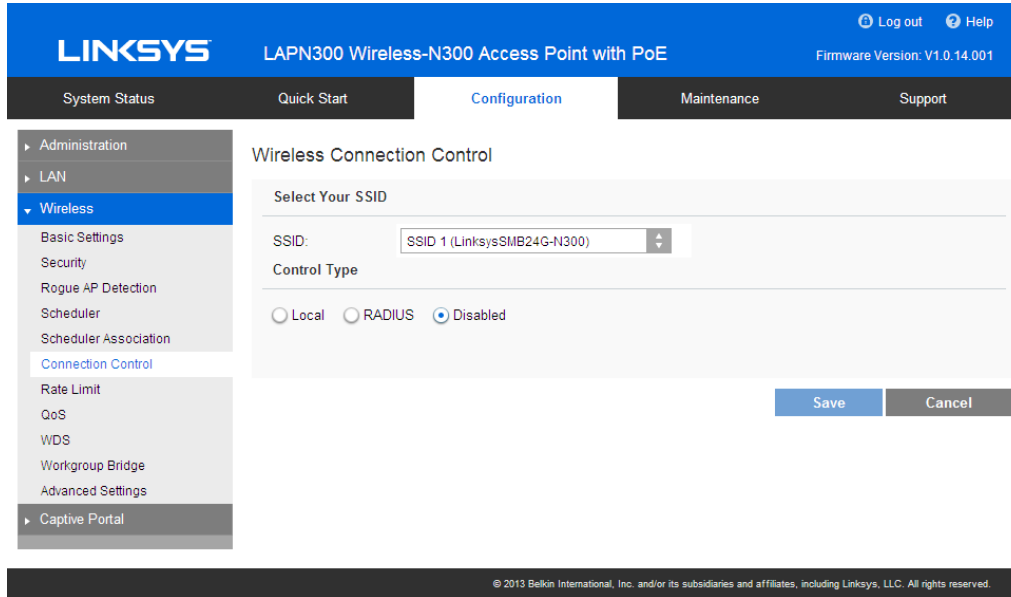 Log out Help
LINKSYS LAPN300 Wireless-N300 Access Point with PoE Firmware Version: V1.0.14.001
System Status Quick Start Configuration Maintenance Support
Administration
LAN
Wireless
Basic Settings
Security
Rogue AP Detection
Scheduler
Scheduler Association
Connection Control
Rate Limit
QoS
WDS
Workgroup Bridge
Advanced Settings
Captive Portal
Wireless Connection Control
Select Your SSID
SSID: SSID 1 (LinksysSMB24G-N300)
Control Type
Local RADIUS Disabled
Save Cancel
© 2013 Belkin International, Inc. and/or its subsidiaries and affiliates, including Linksys, LLC. All rights reserved.